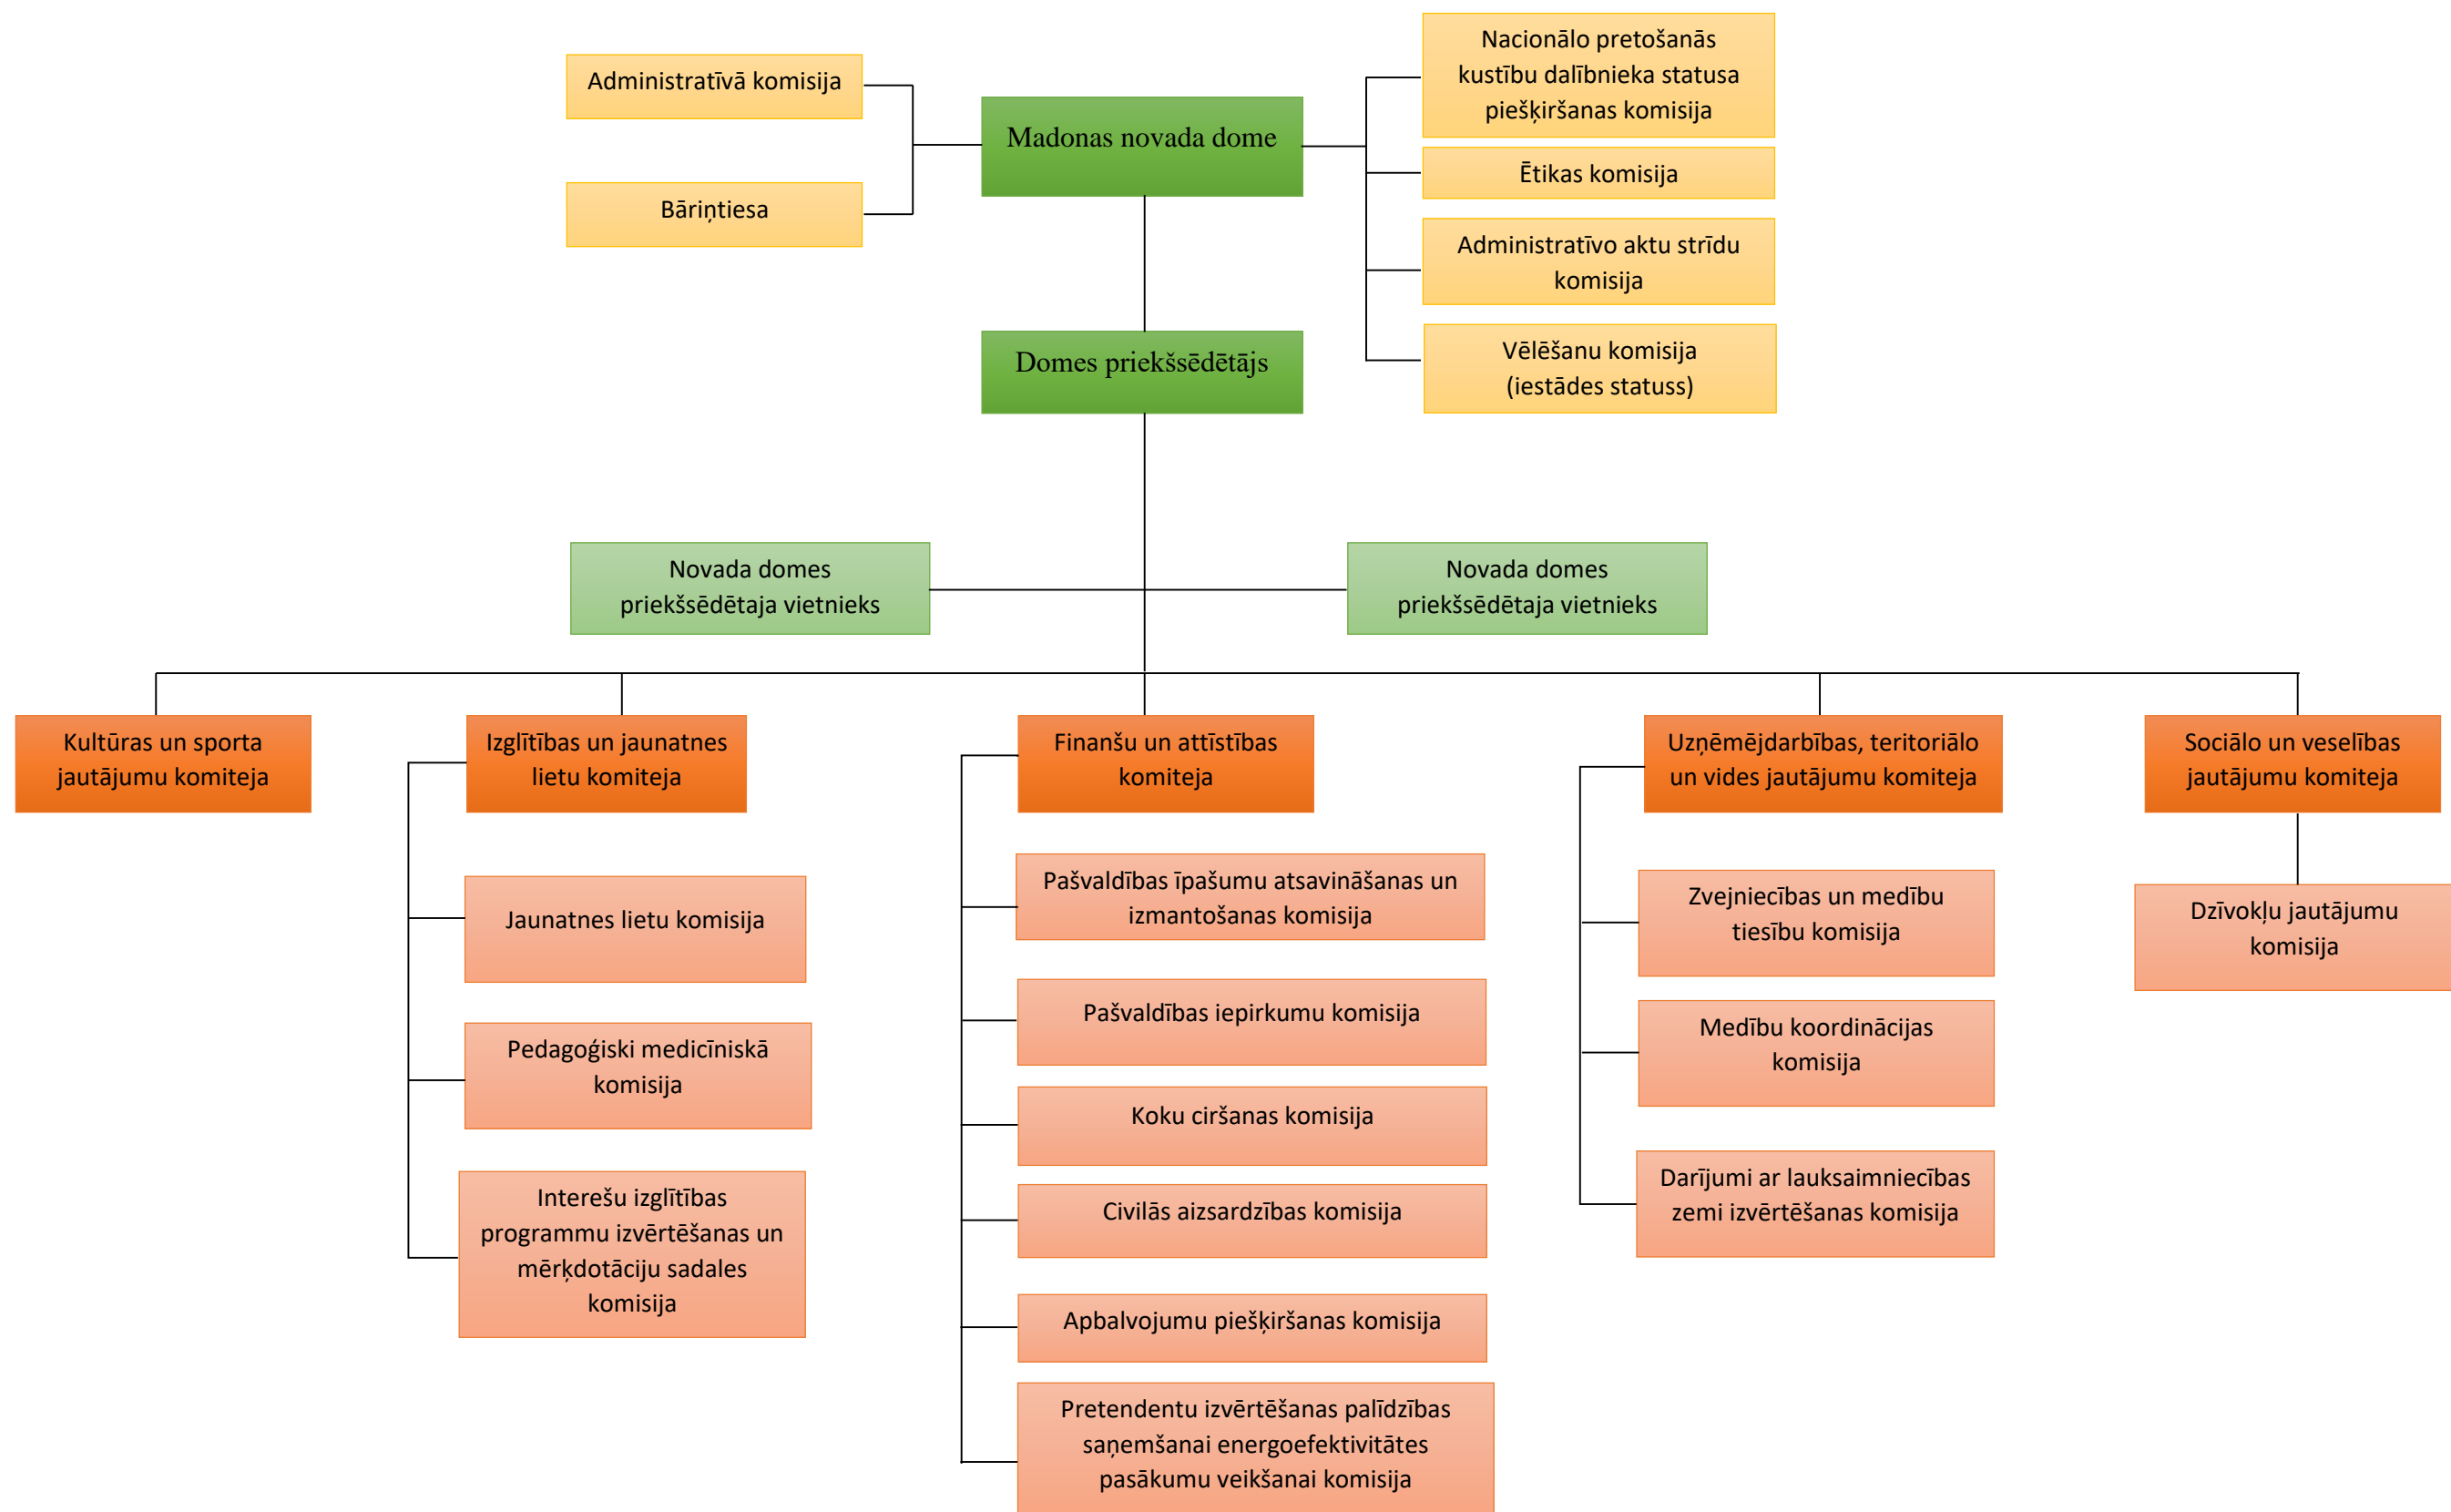 Administratīvā komisija
Bāriņtiesa
Madonas novada dome
Nacionālo pretošanās
kustību dalībnieka statusa
piešķiršanas komisija
Ētikas komisija
Administratīvo aktu strīdu
komisija
Vēlēšanu komisija
(iestādes statuss)
Domes priekšsēdētājs
Novada domes
priekšsēdētaja vietnieks
Novada domes
priekšsēdētaja vietnieks
Kultūras un sporta
jautājumu komiteja
Izglītības un jaunatnes
lietu komiteja
Finanšu un attīstības
komiteja
Uzņēmējdarbības, teritoriālo
un vides jautājumu komiteja
Sociālo un veselības
jautājumu komiteja
Jaunatnes lietu komisija
Pedagoģiski medicīniskā
komisija
Interešu izglītības
programmu izvērtēšanas un
mērķdotāciju sadales
komisija
Pašvaldības īpašumu atsavināšanas un
izmantošanas komisija
Pašvaldības iepirkumu komisija
Koku ciršanas komisija
Civilās aizsardzības komisija
Apbalvojumu piešķiršanas komisija
Pretendentu izvērtēšanas palīdzības
saņemšanai energoefektivitātes
pasākumu veikšanai komisija
Zvejniecības un medību
tiesību komisija
Medību koordinācijas
komisija
Darījumi ar lauksaimniecības
zemi izvērtēšanas komisija
Dzīvokļu jautājumu
komisija